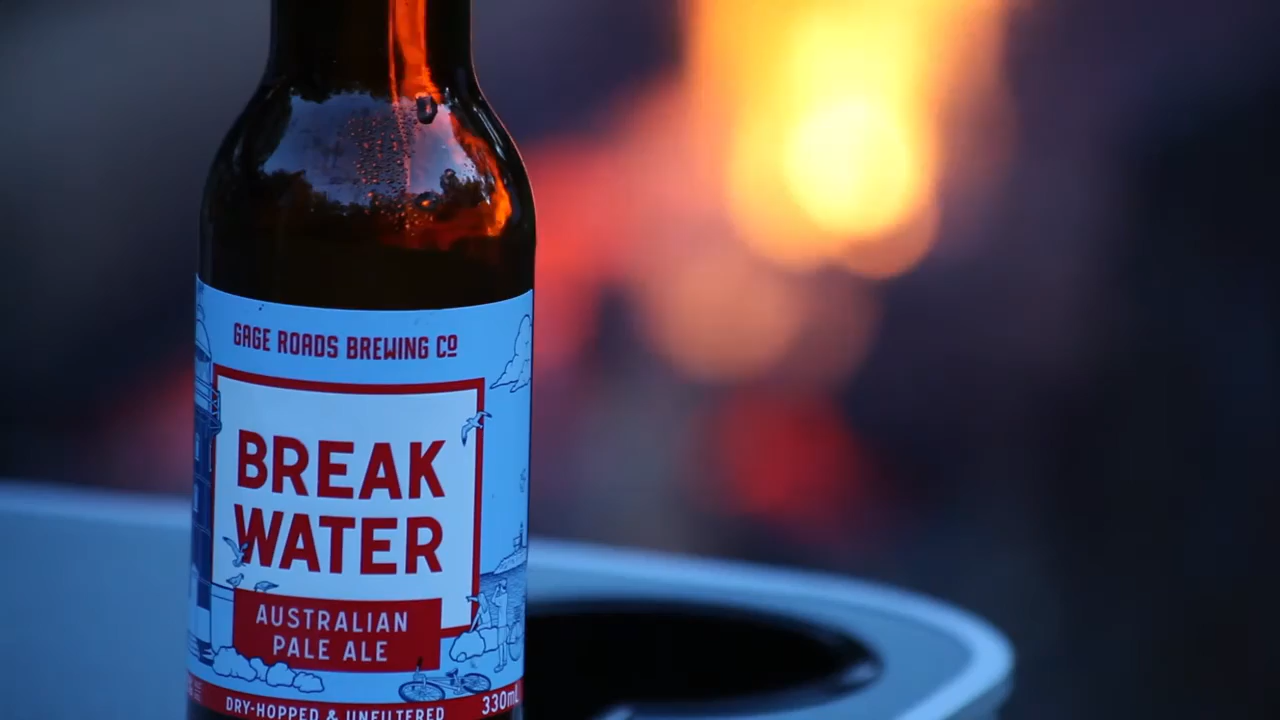 GAGE ROADS BREWING CO
BREAK
WATER
AUSTRALIAN
PALE ALE
DRY-HOPPED & UNFILTERED
330mL